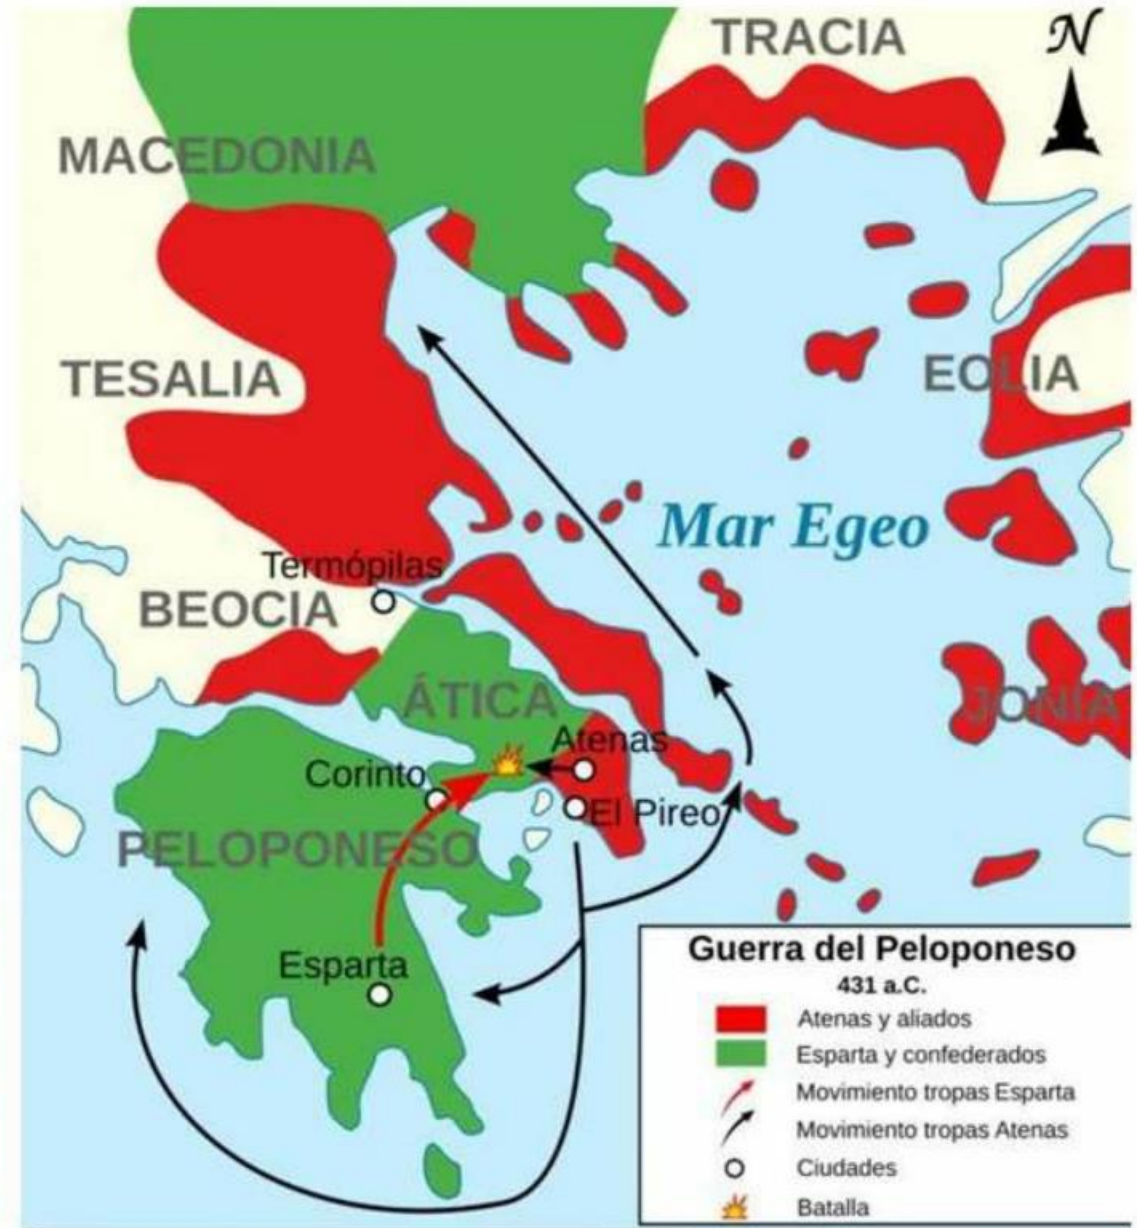 TRACIA
N
MACEDONIA
TESALIA
EOLIA
Mar Egeo
Termópilas
BEOCIA
ÁTICA
JONIA
Atenas
Corinto
El Pireo
PELOPONESO
Esparta
Guerra del Peloponeso
431 a.C.
Atenas y aliados
Esparta y confederados
Movimiento tropas Esparta
Movimiento tropas Atenas
Ciudades
Batalla